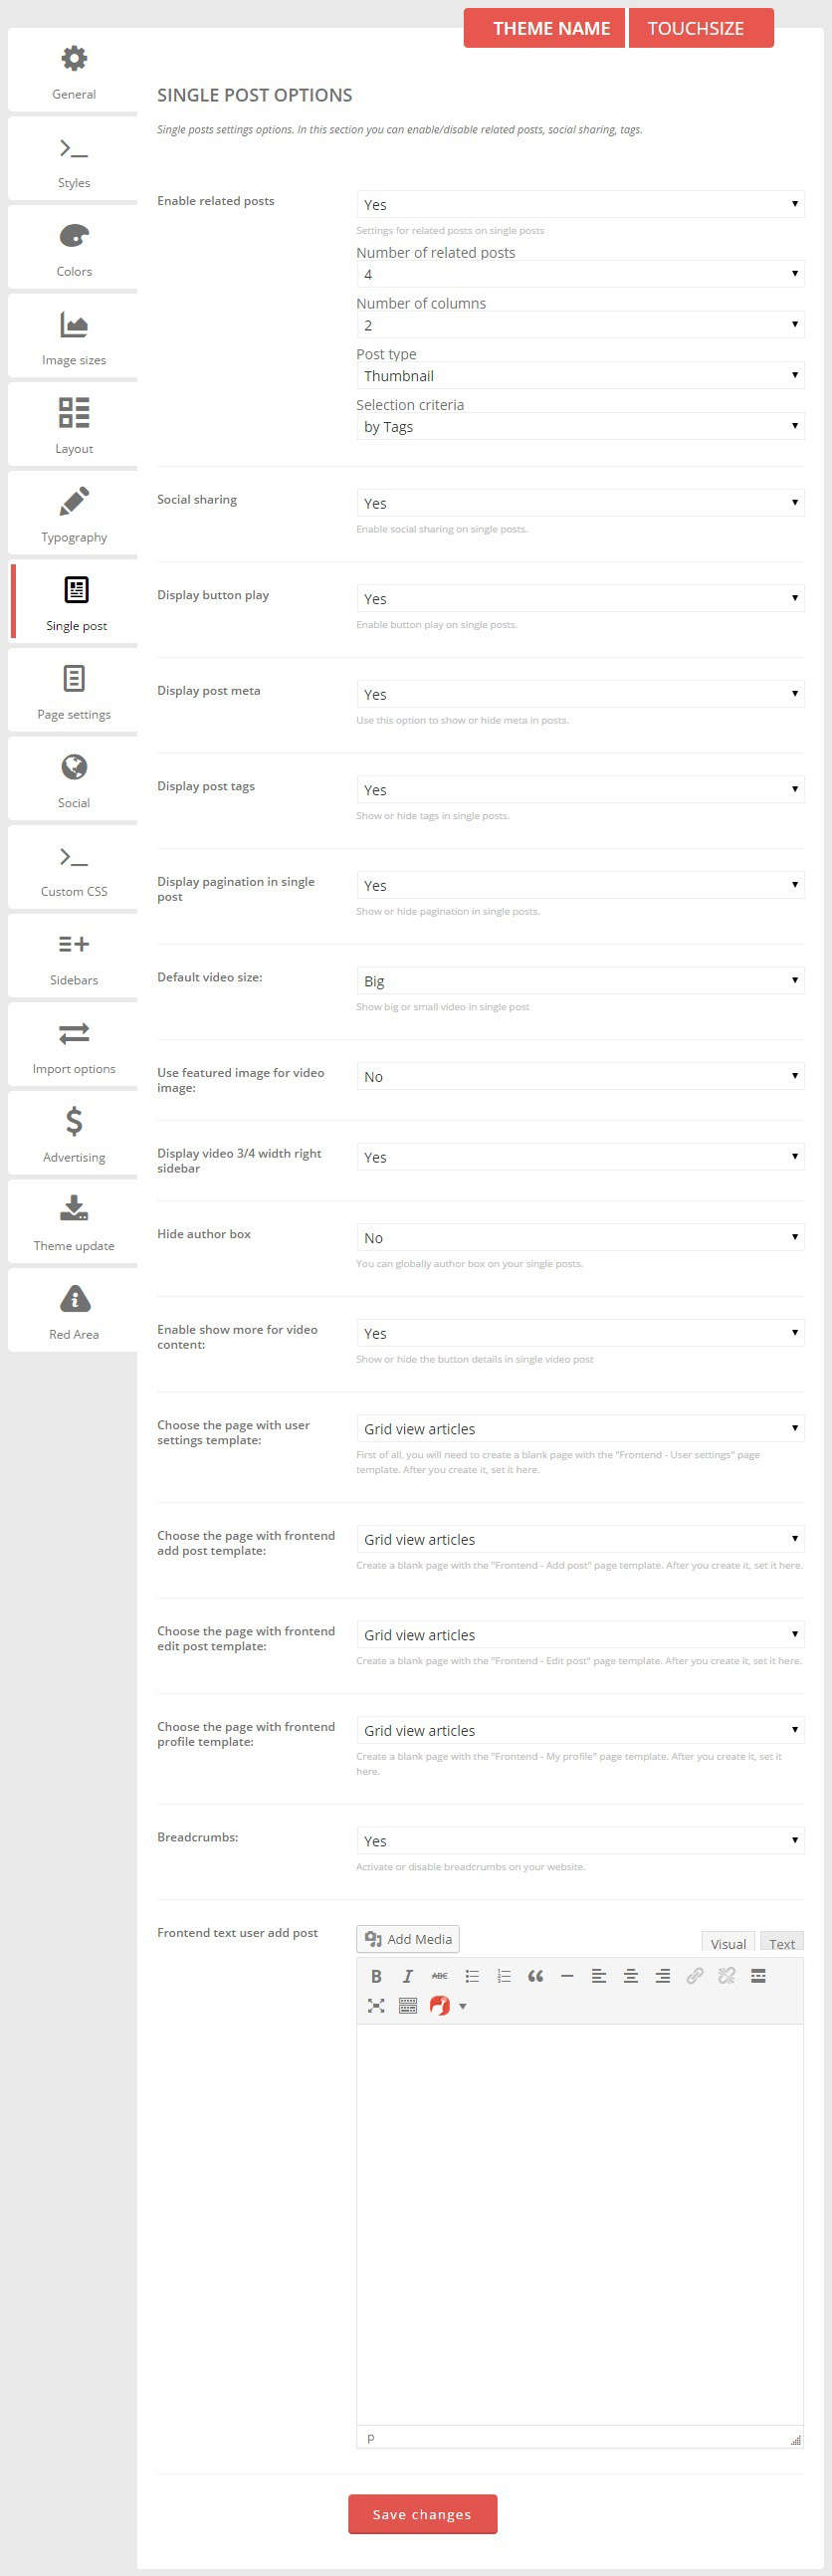 THEME NAME
TOUCHSIZE
General
Styles
Colors
Image sizes
Layout
Typography
Single post
Page settings
Social
Custom CSS
Sidebars
Import options
Advertising
Theme update
Red Area
SINGLE POST OPTIONS
Single posts settings options. In this section you can enable/disable related posts, social sharing, tags.
Enable related posts
Yes
Settings for related posts on single posts
Number of related posts
4
Number of columns
2
Post type
Thumbnail
Selection criteria
by Tags
Social sharing
Yes
Enable social sharing on single posts.
Display button play
Yes
Enable button play on single posts.
Display post meta
Yes
Use this option to show or hide meta in posts.
Display post tags
Yes
Show or hide tags in single posts.
Display pagination in single
post
Yes
Show or hide pagination in single posts.
Default video size:
Big
Show big or small video in single post
Use featured image for video
image:
No
Display video 3/4 width right
sidebar
Yes
Hide author box
No
You can globally author box on your single posts.
Enable show more for video
content:
Yes
Show or hide the button details in single video post
Choose the page with user
settings template:
Grid view articles
First of all, you will need to create a blank page with the "Frontend - User settings" page
template. After you create it, set it here.
Choose the page with frontend
add post template:
Grid view articles
Create a blank page with the "Frontend - Add post" page template. After you create it, set it here.
Choose the page with frontend
edit post template:
Grid view articles
Create a blank page with the "Frontend - Edit post" page template. After you create it, set it here.
Choose the page with frontend
profile template:
Grid view articles
Create a blank page with the "Frontend - My profile" page template. After you create it, set it
here.
Breadcrumbs:
Yes
Activate or disable breadcrumbs on your website.
Frontend text user add post
Add Media
Visual
Text
B I ABC
p
Save changes